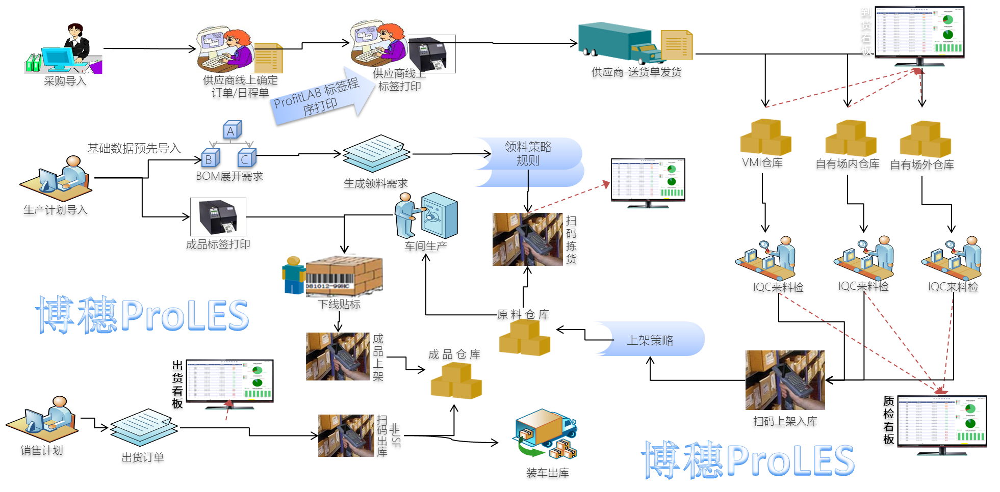 到货看板
采购导入
供应商线上确定
订单/日程单
供应商线上
标签打印
供应商-送货单发货
ProfitLAB 标签程
序打印
基础数据预先导入
A
B
C
BOM展开需求
生成领料需求
领料策略
规则
VMI仓库
自有场内仓库
自有场外仓库
生产计划导入
成品标签打印
车间生产
扫码拣货
081012-99HC
下线贴标
IQC来料检
IQC来料检
IQC来料检
博穗ProLES
原料仓库
上架策略
成品上架
成品仓库
出货看板
扫码上架入库
质检看板
销售计划
出货订单
扫码出库
非JSF
装车出库
博穗ProLES